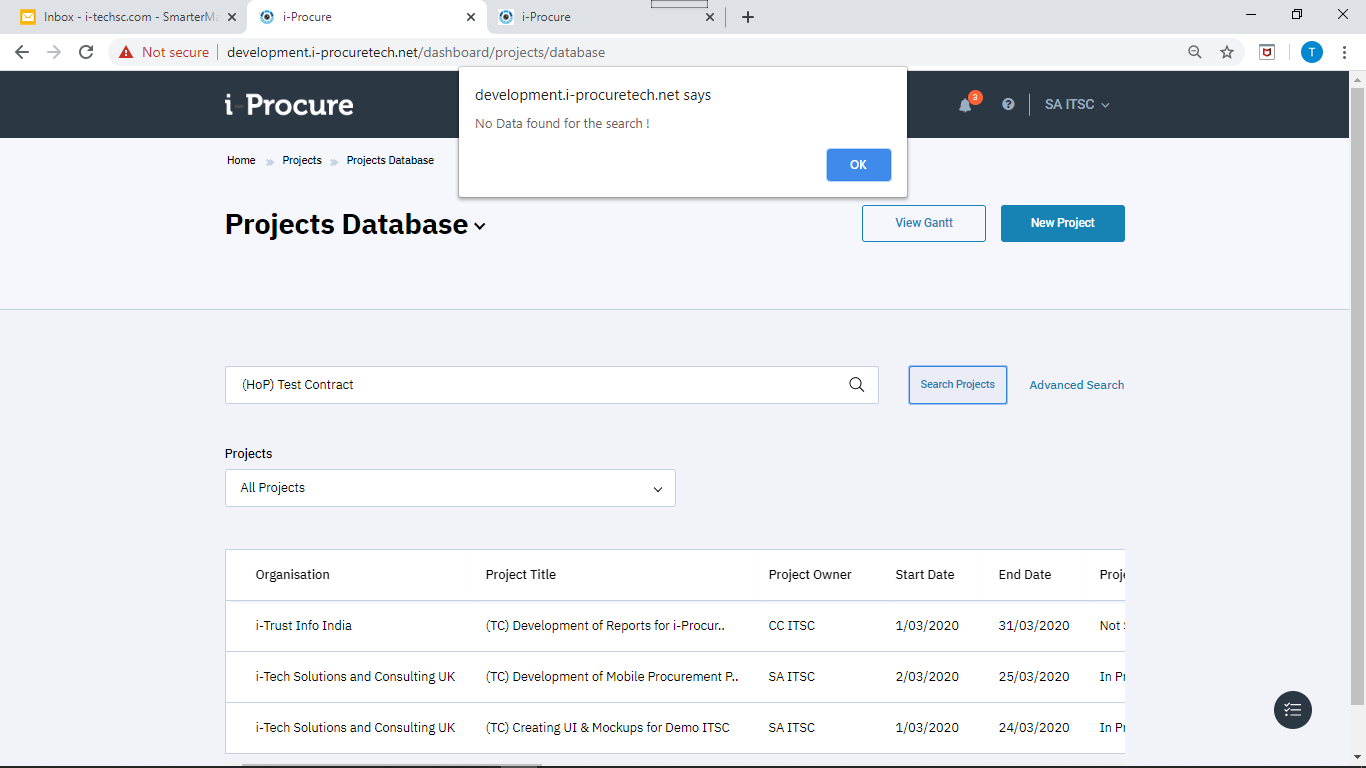 Inbox - i-techsc.com - SmarterMa
i-Procure
i-Procure
Not secure
development.i-procuretech.net/dashboard/projects/database
T
development.i-procuretech.net says
No Data found for the search !
OK
i-Procure
3
SA ITSC
Home » Projects » Projects Database
Projects Database
View Gantt
New Project
(HoP) Test Contract
Search Projects
Advanced Search
Projects
All Projects
Organisation Project Title Project Owner Start Date End Date Proje
i-Trust Info India (TC) Development of Reports for i-Procur.. CC ITSC 1/03/2020 31/03/2020 Not
i-Tech Solutions and Consulting UK (TC) Development of Mobile Procurement P.. SA ITSC 2/03/2020 25/03/2020 In Pr
i-Tech Solutions and Consulting UK (TC) Creating UI & Mockups for Demo ITSC SA ITSC 1/03/2020 24/03/2020 In Pr